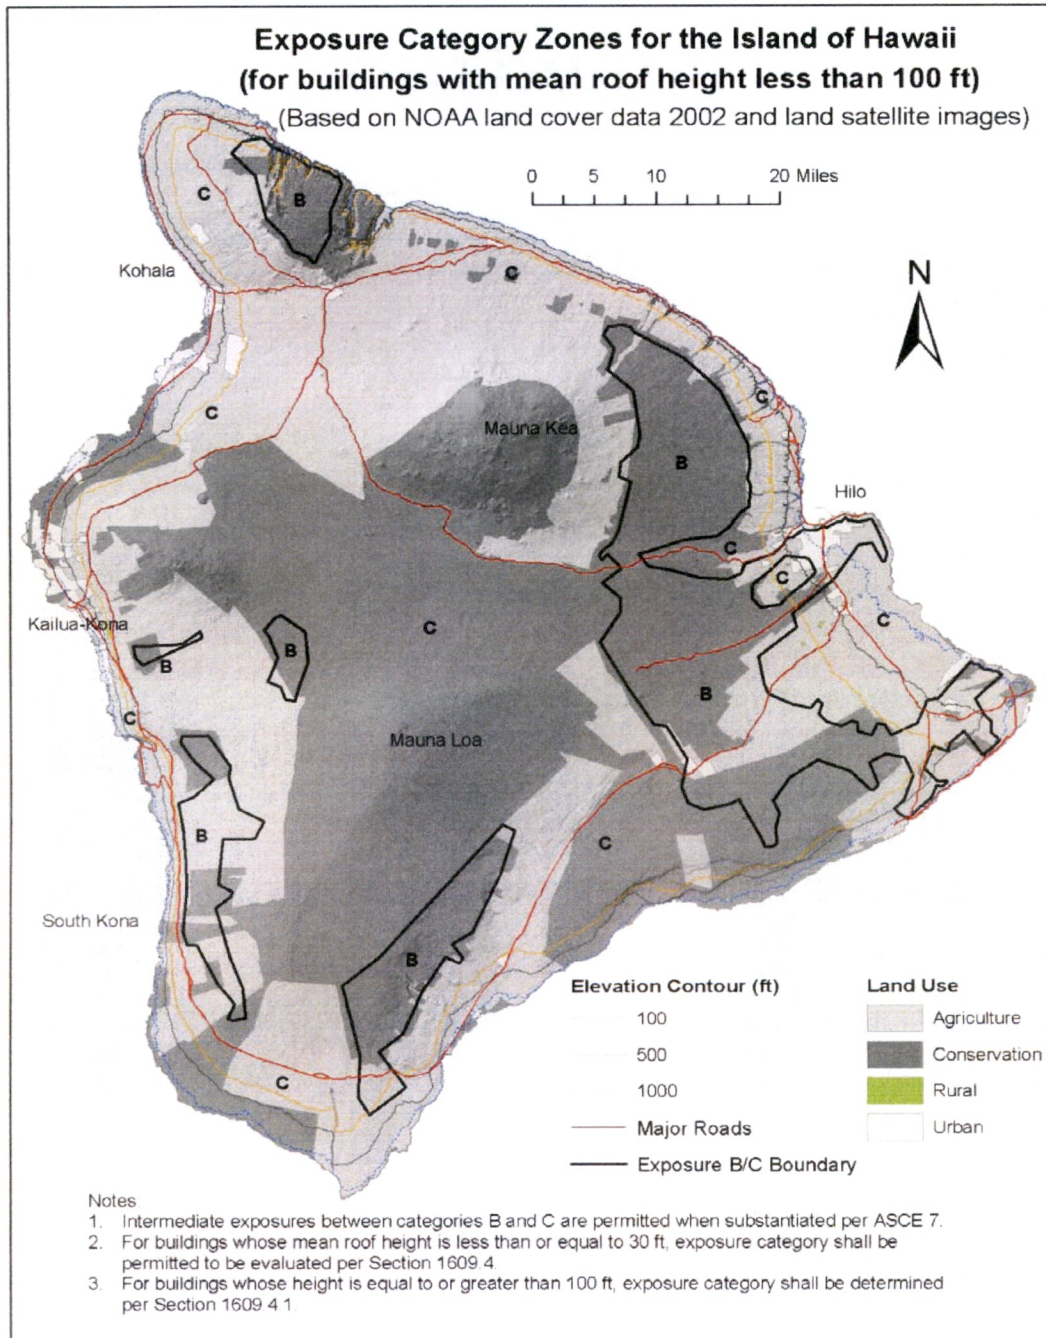 Exposure Category Zones for the Island of Hawaii
(for buildings with mean roof height less than 100 ft)
(Based on NOAA land cover data 2002 and land satellite images)
0 5 10 20 Miles
C
B
Kohala
C
N
C
C
Mauna Kea
B
Hilo
C
C
C
Kailua-Kona
C
B
B
B
C
Mauna Loa
B
C
South Kona
B
C
Elevation Contour (ft)
100
500
1000
Major Roads
Exposure B/C Boundary
Land Use
Agriculture
Conservation
Rural
Urban
Notes
1. Intermediate exposures between categories B and C are permitted when substantiated per ASCE 7.
2. For buildings whose mean roof height is less than or equal to 30 ft, exposure category shall be
permitted to be evaluated per Section 1609.4.
3. For buildings whose height is equal to or greater than 100 ft, exposure category shall be determined
per Section 1609.4.1.